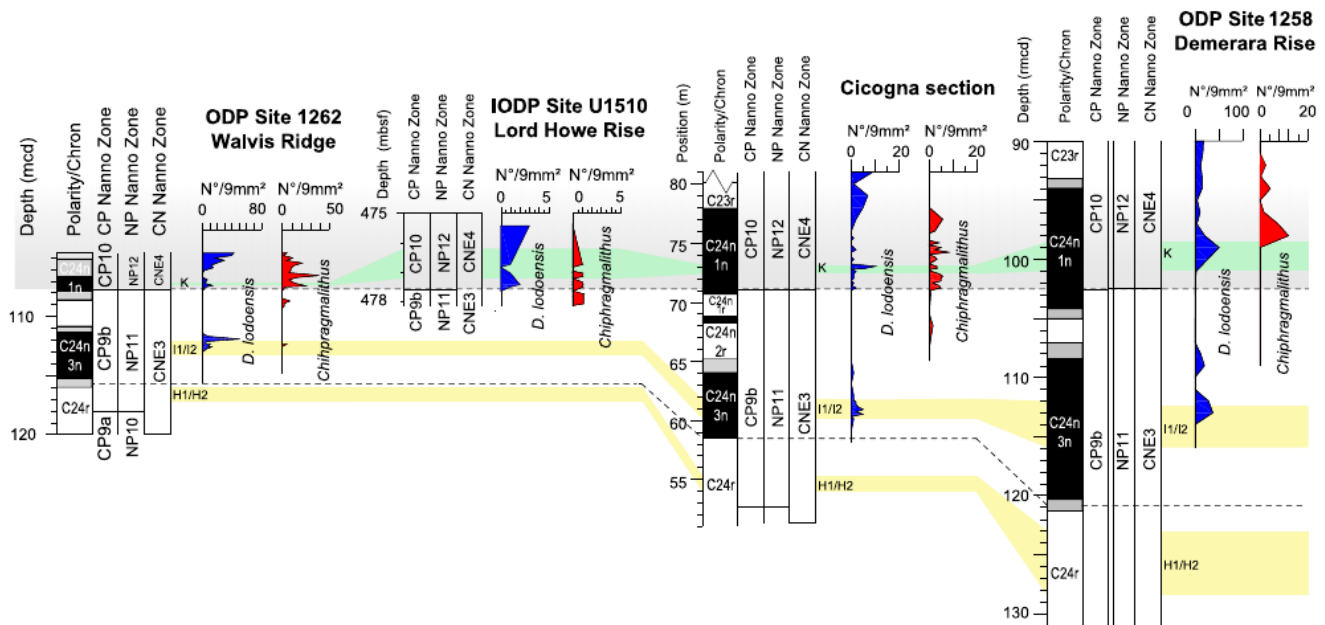 ODP Site 1262
Walvis Ridge
Depth (mcd)
Polarity/Chron
CP Nanno Zone
NP Nanno Zone
CN Nanno Zone
N°/9mm²
N°/9mm²
0
80
0
50
110
120
C24n
1n
C24n
3n
C24r
CP10
CP9b
CP9a
NP12
NP11
NP10
CNE4
CNE3
K
I1/I2
H1/H2
D. lodoensis
Chihpragmalithus
IODP Site U1510
Lord Howe Rise
Depth (mbsf)
CP Nanno Zone
NP Nanno Zone
CN Nanno Zone
N°/9mm²
N°/9mm²
0
5
0
5
475
478
CP10
CP9b
NP12
NP11
CNE4
CNE3
D. lodoensis
Chiphragmalithus
Cicogna section
Position (m)
Polarity/Chron
CP Nanno Zone
NP Nanno Zone
CN Nanno Zone
N°/9mm²
N°/9mm²
0
20
0
20
80
75
70
65
60
55
C23r
C24n
1n
C24n
1r
C24n
2r
C24n
3n
C24r
CP10
CP9b
NP12
NP11
CNE4
CNE3
K
I1/I2
H1/H2
D. lodoensis
Chiphragmalithus
ODP Site 1258
Demerara Rise
Depth (rmcd)
Polarity/Chron
CP Nanno Zone
NP Nanno Zone
CN Nanno Zone
N°/9mm²
N°/9mm²
0
100
0
20
90
100
110
120
130
C23r
C24n
1n
C24n
3n
C24r
CP10
CP9b
NP12
NP11
CNE4
CNE3
K
I1/I2
H1/H2
D. lodoensis
Chiphragmalithus